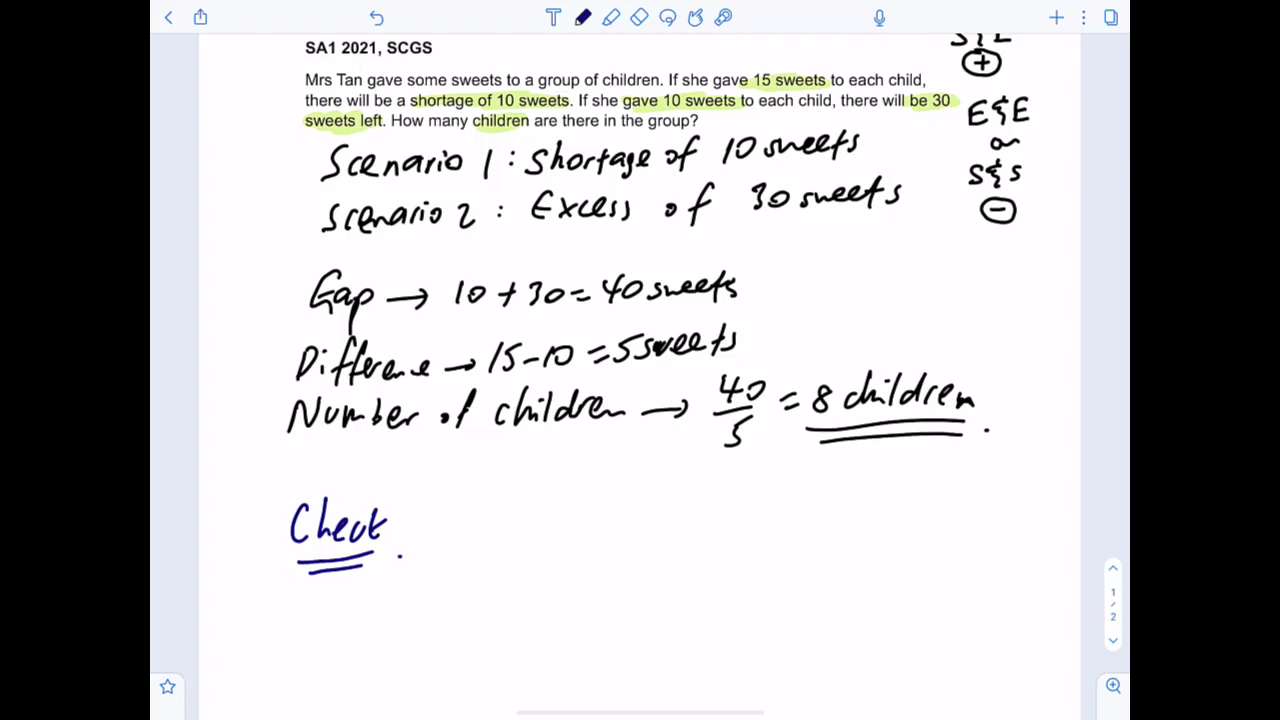 SA1 2021, SCGS
Mrs Tan gave some sweets to a group of children. If she gave 15 sweets to each child,
there will be a shortage of 10 sweets. If she gave 10 sweets to each child, there will be 30
sweets left. How many children are there in the group?
+
E & E
or
S & S
-
Scenario 1 : Shortage of 10 sweets
Scenario 2 : Excess of 30 sweets
Gap → 10 + 30 = 40 sweets
Difference → 15 - 10 = 5 sweets
Number of children → 40/5 = 8 children.
Check.
1
/
2